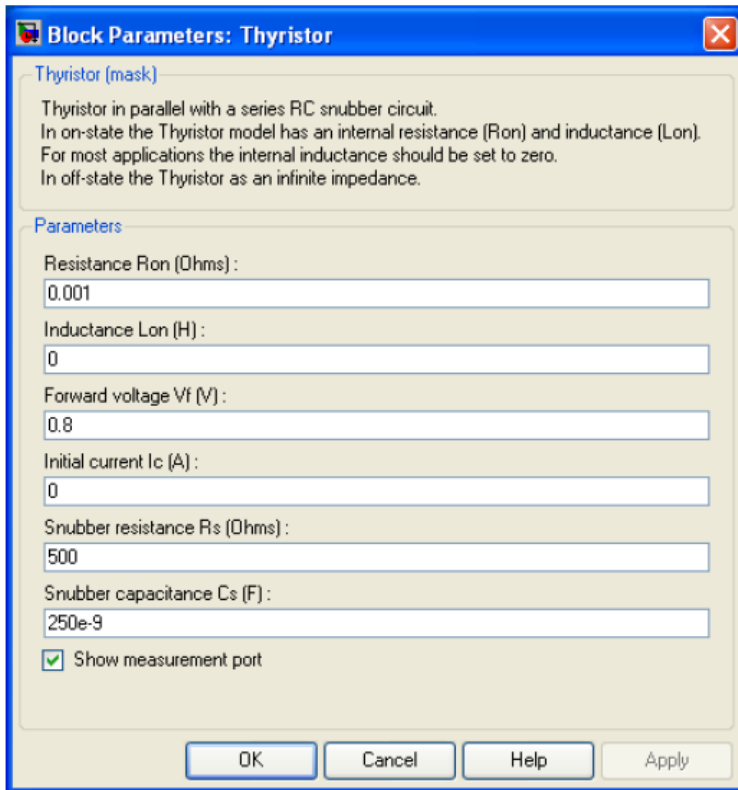 Block Parameters: Thyristor
Thyristor (mask)
Thyristor in parallel with a series RC snubber circuit.
In on-state the Thyristor model has an internal resistance (Ron) and inductance (Lon).
For most applications the internal inductance should be set to zero.
In off-state the Thyristor as an infinite impedance.
Parameters
Resistance Ron (Ohms) :
0.001
Inductance Lon (H) :
0
Forward voltage Vf (V) :
0.8
Initial current Ic (A) :
0
Snubber resistance Rs (Ohms) :
500
Snubber capacitance Cs (F) :
250e-9
Show measurement port
OK Cancel Help Apply